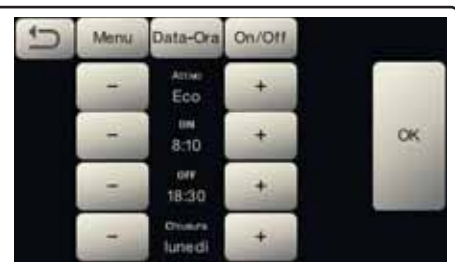 Menu Data-Ora On/Off
- Attivo +
Eco
- ON +
8:10
OK
- OFF +
18:30
- Chiusura +
lunedì